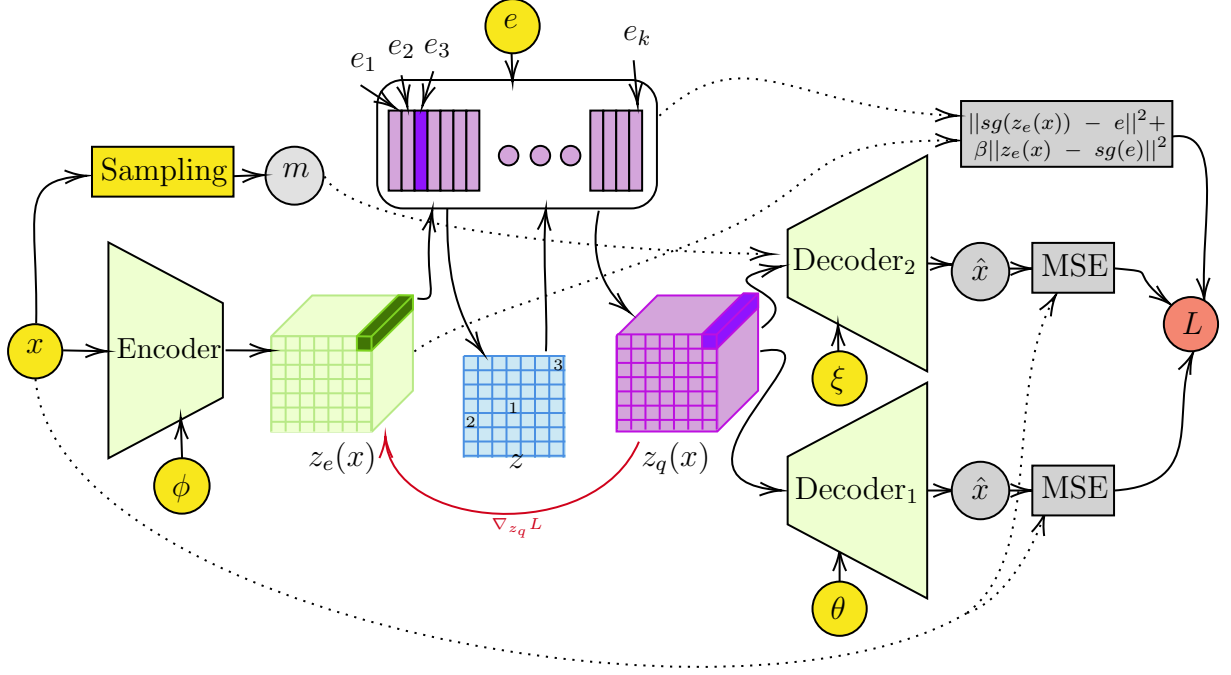 e
e_1 e_2 e_3 e_k
||sg(z_e(x)) − e||^2+
β||z_e(x) − sg(e)||^2
Sampling
m
Decoder_2
x̂
MSE
x
Encoder
L
3
1
2
ξ
z_e(x)
z
z_q(x)
ϕ
Decoder_1
x̂
MSE
∇_{z_q} L
θ